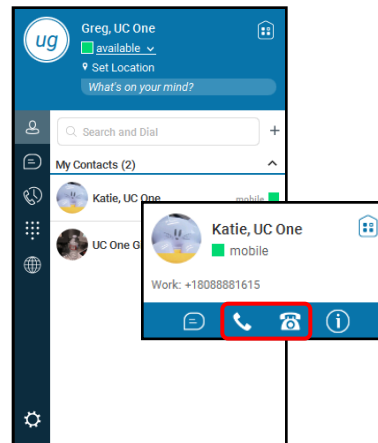 ug
Greg, UC One
available
Set Location
What's on your mind?
Search and Dial
My Contacts (2)
Katie, UC One
mobile
UC One G
Katie, UC One
mobile
Work: +18088881615